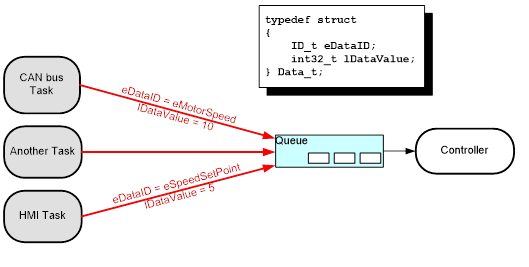 typedef struct
{
ID_t eDataID;
int32_t lDataValue;
} Data_t;
CAN bus
Task
eDataID = eMotorSpeed
lDataValue = 10
Another Task
Queue
Controller
eDataID = eSpeedSetPoint
lDataValue = 5
HMI Task